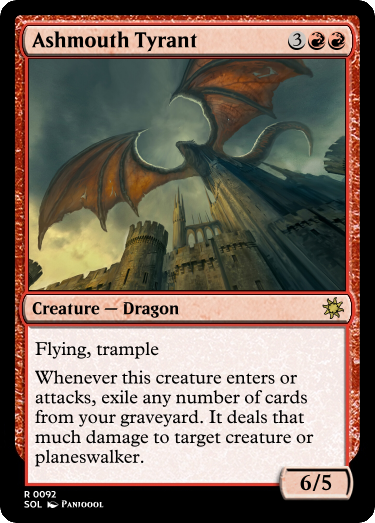 Ashmouth Tyrant 3
Creature — Dragon
Flying, trample
Whenever this creature enters or
attacks, exile any number of cards
from your graveyard. It deals that
much damage to target creature or
planeswalker.
6/5
R 0092
SOL Panioool